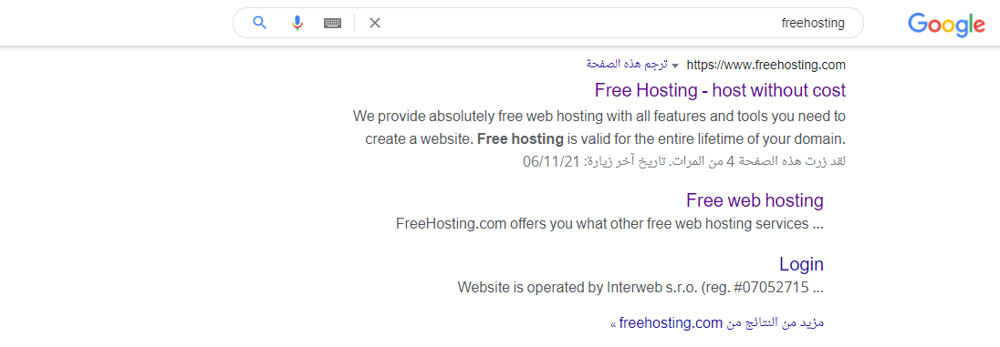 freehosting
Google
https://www.freehosting.com ▾ ترجم هذه الصفحة
Free Hosting - host without cost
We provide absolutely free web hosting with all features and tools you need to
create a website. Free hosting is valid for the entire lifetime of your domain.
لقد زرت هذه الصفحة 4 من المرات. تاريخ آخر زيارة: 06/11/21
Free web hosting
FreeHosting.com offers you what other free web hosting services ...
Login
Website is operated by Interweb s.r.o. (reg. #07052715 ...
مزيد من النتائج من freehosting.com »